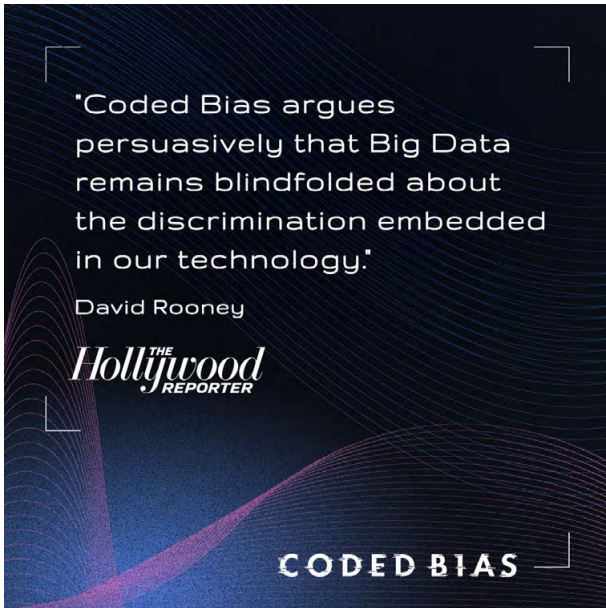 "Coded Bias argues
persuasively that Big Data
remains blindfolded about
the discrimination embedded
in our technology."
David Rooney
THE
Hollywood
REPORTER
CODED BIAS